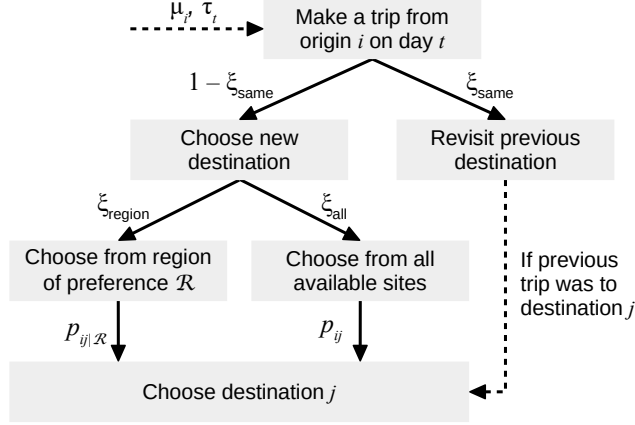 μᵢ, τₜ
Make a trip from
origin i on day t
1 – ξsame
ξsame
Choose new
destination
Revisit previous
destination
ξregion
ξall
Choose from region
of preference ℛ
Choose from all
available sites
If previous
trip was to
destination j
pij|ℛ
pij
Choose destination j